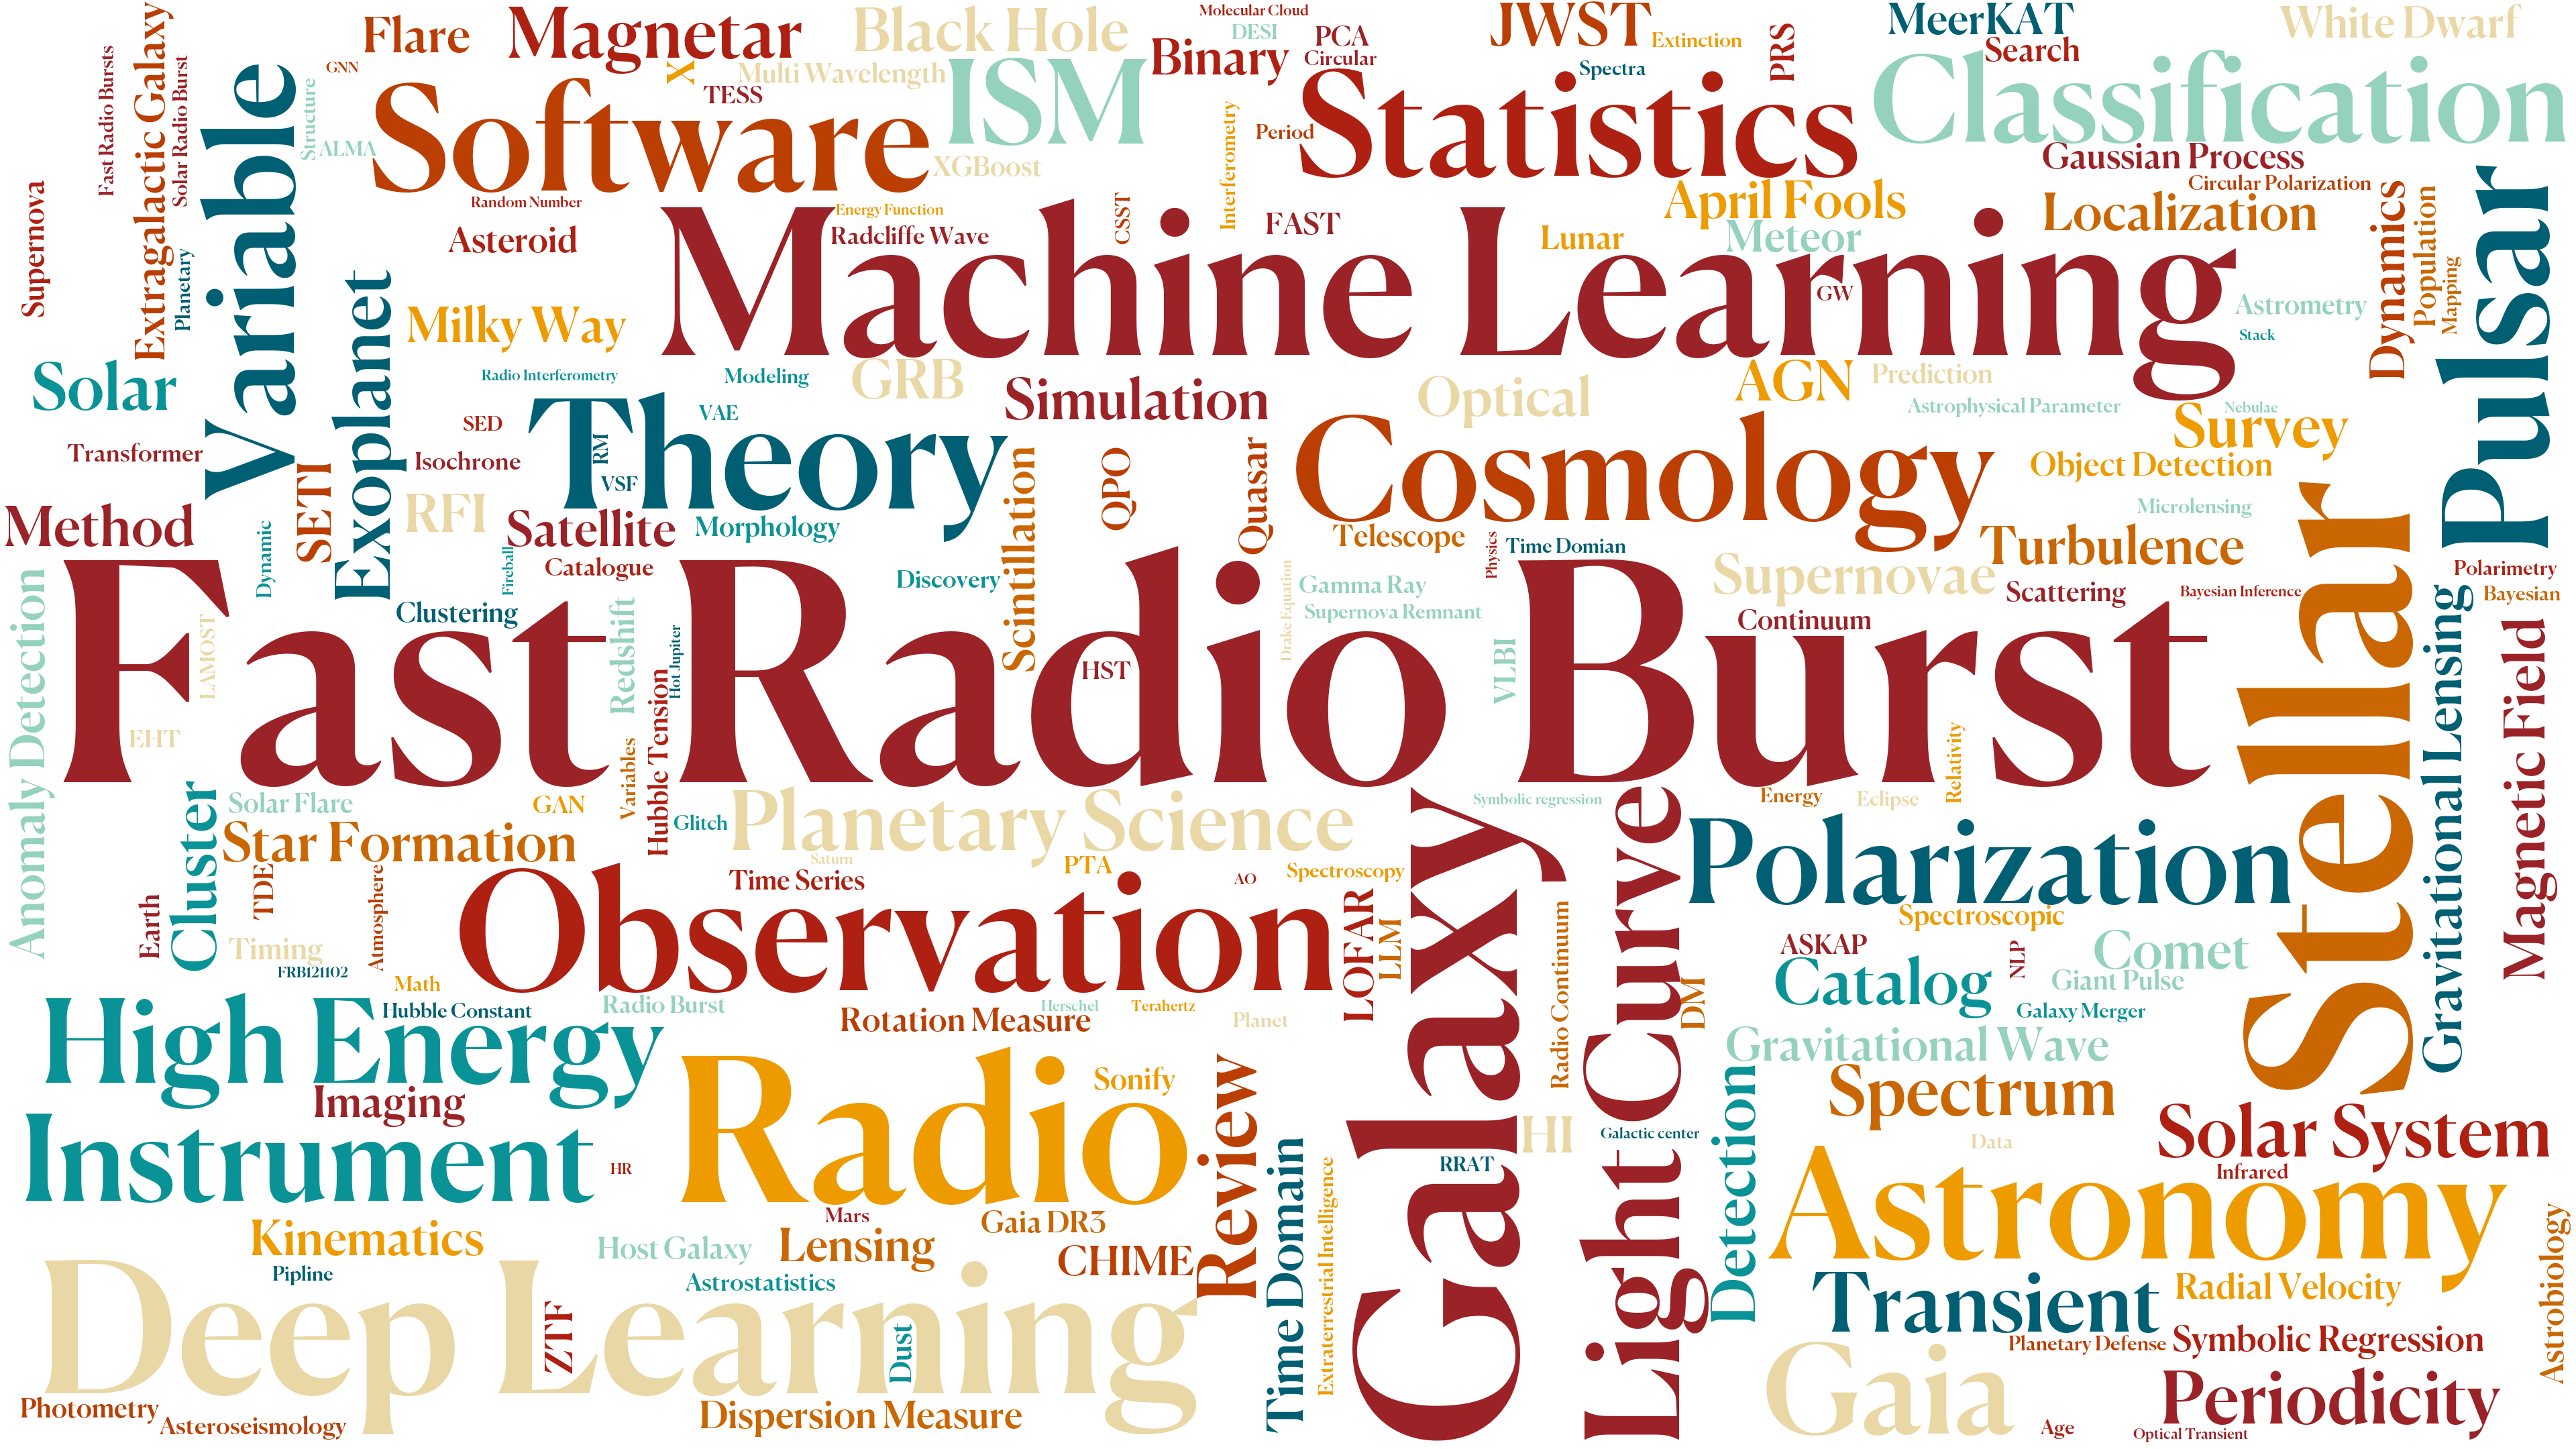 Molecular Cloud
Flare
Magnetar
Black Hole
DESI
PCA
JWST
Extinction
PRS
MeerKAT
White Dwarf
Fast Radio Bursts
Extragalactic Galaxy
Solar Radio Burst
GNN
X
Multi Wavelength
Binary
Circular
Spectra
Search
Structure
Variable
Software
TESS
ISM
Statistics
Classification
ALMA
XGBoost
Interferometry
Period
Gaussian Process
Supernova
Random Number
Energy Function
CSST
April Fools
Circular Polarization
Planetary
Asteroid
Radcliffe Wave
FAST
Lunar
Meteor
Localization
Dynamics
Population
Mapping
Pulsar
Exoplanet
Milky Way
Machine Learning
GW
Astrometry
Stack
Solar
Radio Interferometry
Modeling
GRB
Simulation
Optical
AGN
Prediction
Astrophysical Parameter
Nebulae
SED
VAE
Survey
Transformer
SETI
Isochrone
Theory
RM
VSF
Scintillation
QPO
Quasar
Cosmology
Object Detection
Method
RFI
Satellite
Morphology
Telescope
Microlensing
Dynamic
Fireball
Catalogue
Discovery
Physics
Time Domian
Turbulence
Stellar
Polarimetry
Anomaly Detection
Clustering
Drake Equation
Gamma Ray
Supernovae
Scattering
Bayesian Inference
Bayesian
LAMOST
Redshift
Hot Jupiter
Supernova Remnant
Continuum
Gravitational Lensing
Magnetic Field
Fast Radio Burst
EHT
Hubble Tension
HST
VLBI
Relativity
Cluster
Solar Flare
GAN
Variables
Glitch
Planetary Science
Symbolic regression
Energy
Eclipse
Star Formation
Saturn
PTA
Galaxy
Light Curve
Polarization
Earth
TDE
Atmosphere
Time Series
AO
Spectroscopy
Observation
LOFAR
LLM
Radio Continuum
Spectroscopic
Timing
FRB121102
ASKAP
NLP
Comet
Math
DM
Catalog
Giant Pulse
High Energy
Hubble Constant
Radio Burst
Rotation Measure
Herschel
Terahertz
Planet
Galaxy Merger
Gravitational Wave
Imaging
Radio
Sonify
Review
Detection
Spectrum
Instrument
HR
HI
Galactic center
Data
Solar System
RRAT
Infrared
Time Domain
Extraterrestrial Intelligence
Astronomy
Astrobiology
Mars
Gaia DR3
Kinematics
Host Galaxy
Lensing
CHIME
Pipline
Astrostatistics
Transient
Radial Velocity
Deep Learning
ZTF
Dust
Planetary Defense
Symbolic Regression
Gaia
Photometry
Asteroseismology
Dispersion Measure
Periodicity
Age
Optical Transient